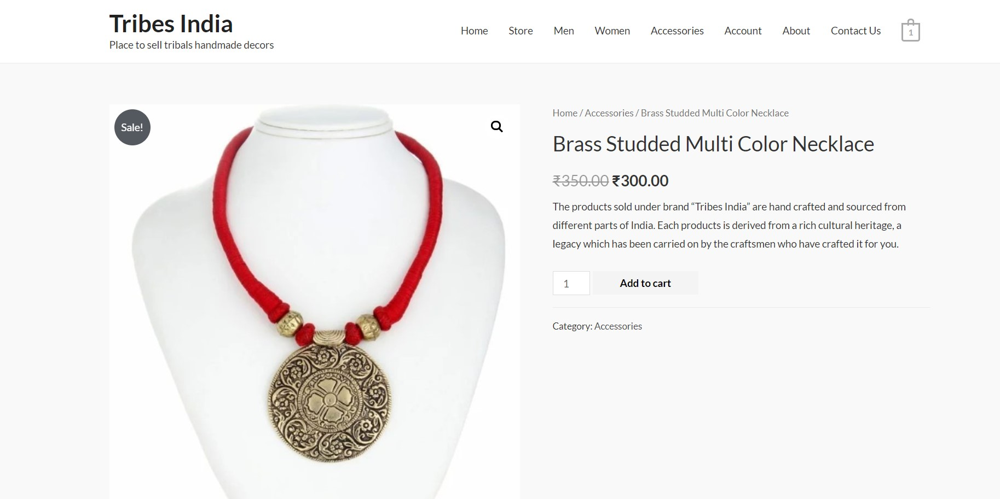 Tribes India
Place to sell tribals handmade decors
Home Store Men Women Accessories Account About Contact Us 1
Sale!
Home / Accessories / Brass Studded Multi Color Necklace
Brass Studded Multi Color Necklace
₹350.00 ₹300.00
The products sold under brand “Tribes India” are hand crafted and sourced from
different parts of India. Each products is derived from a rich cultural heritage, a
legacy which has been carried on by the craftsmen who have crafted it for you.
1 Add to cart
Category: Accessories